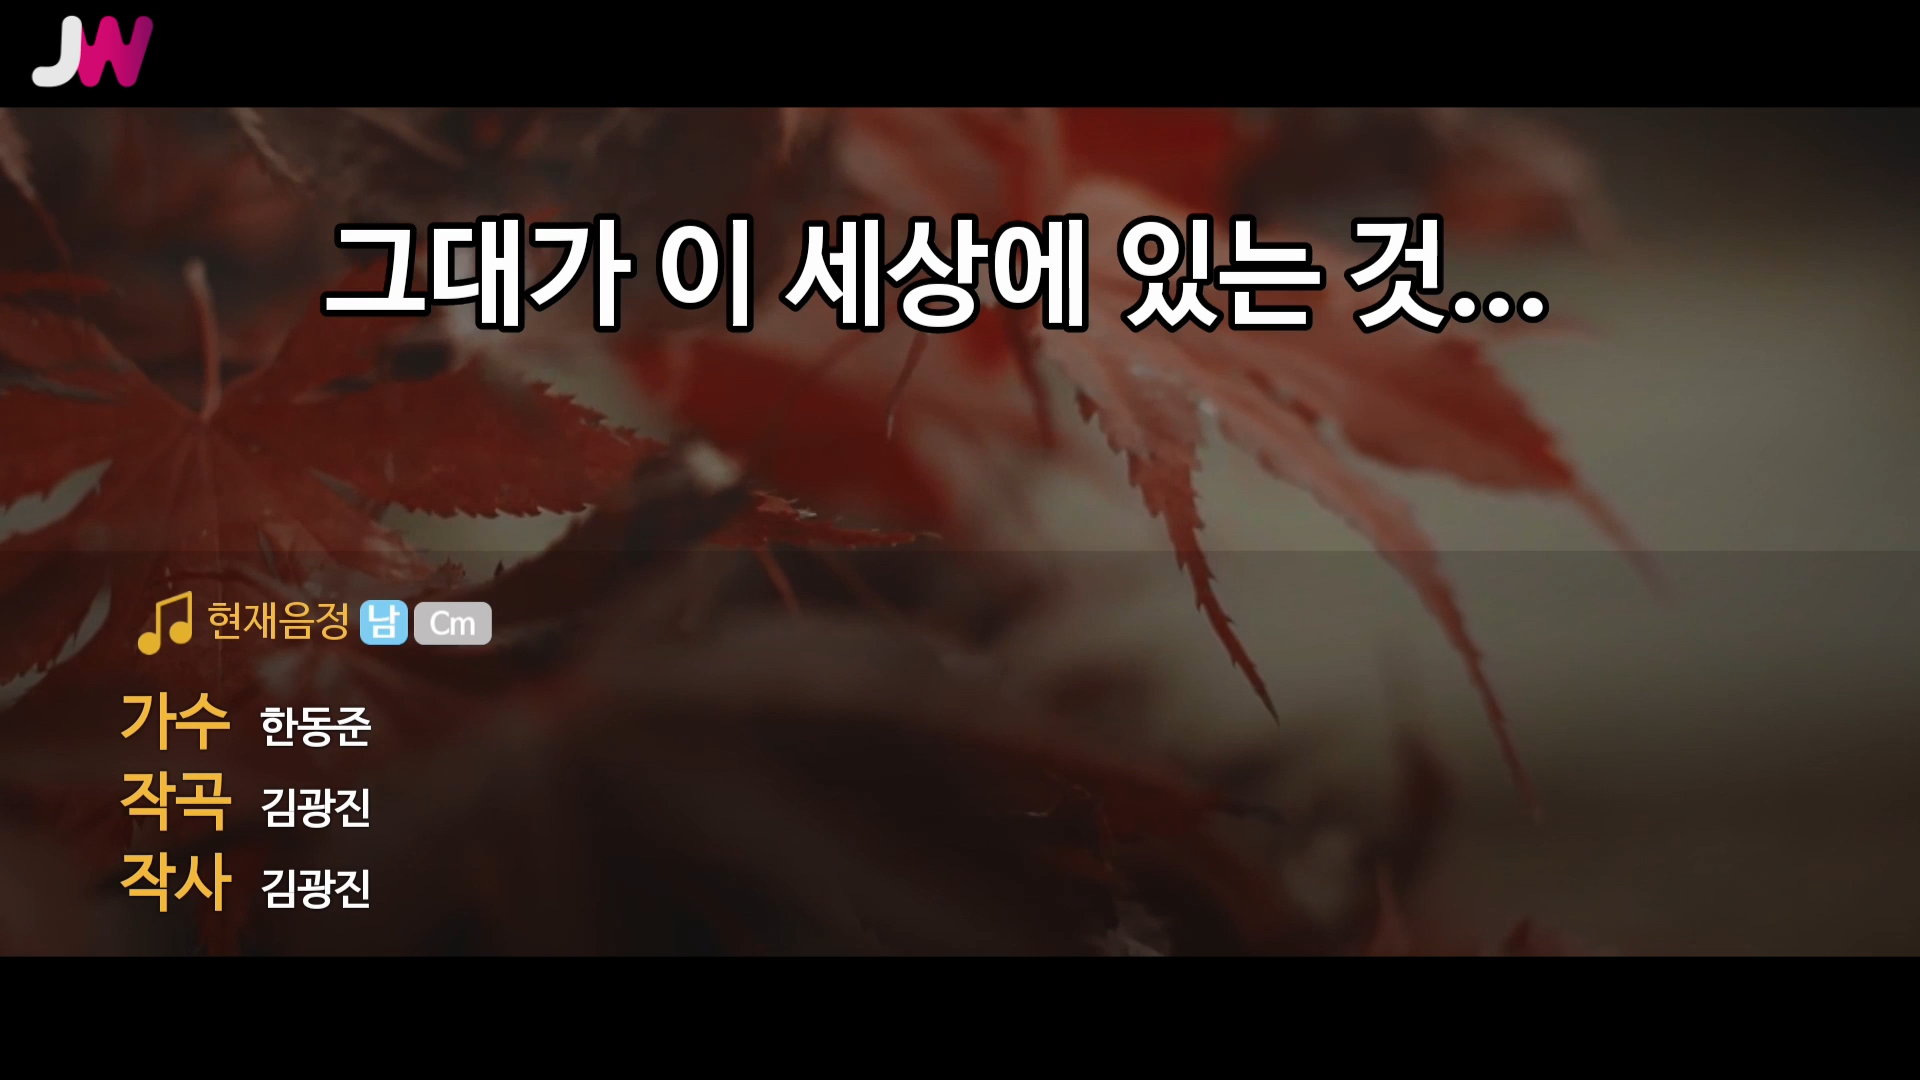 JW
그대가 이 세상에 있는 것...
현재음정 남 Cm
가수 한동준
작곡 김광진
작사 김광진